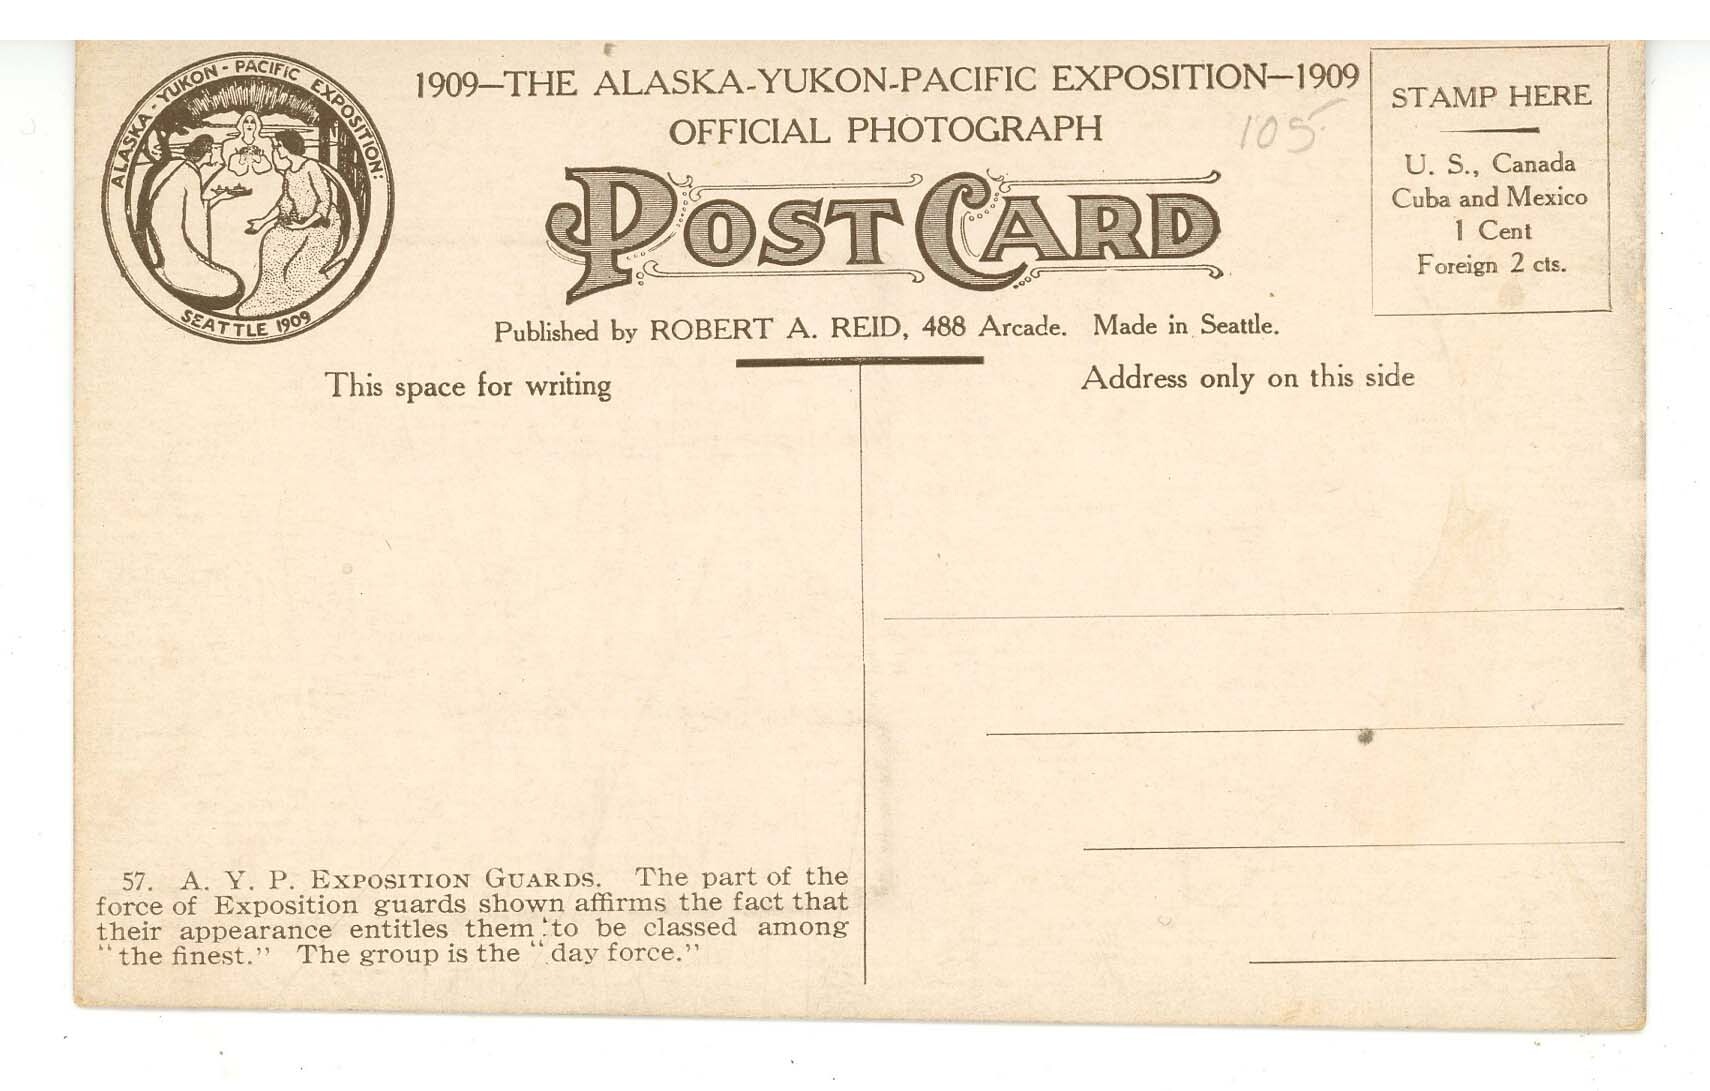 ALASKA-YUKON-PACIFIC EXPOSITION:
SEATTLE 1909
1909—THE ALASKA-YUKON-PACIFIC EXPOSITION—1909
OFFICIAL PHOTOGRAPH
105
POST CARD
Published by ROBERT A. REID, 488 Arcade. Made in Seattle.
STAMP HERE
U. S., Canada
Cuba and Mexico
1 Cent
Foreign 2 cts.
This space for writing
Address only on this side
57. A. Y. P. EXPOSITION GUARDS. The part of the
force of Exposition guards shown affirms the fact that
their appearance entitles them to be classed among
"the finest." The group is the "day force."